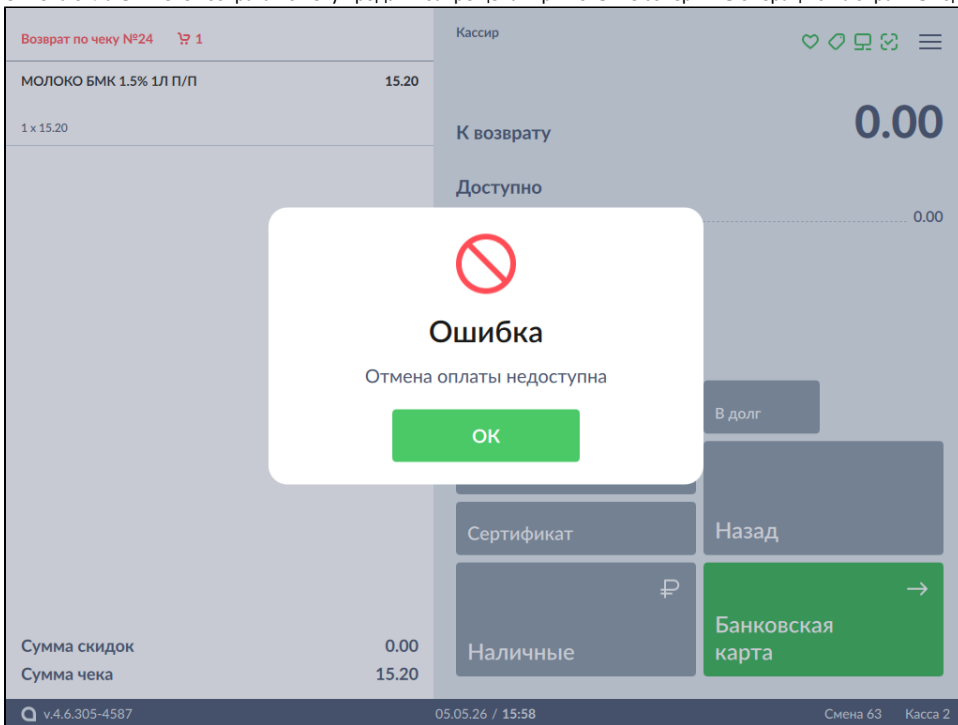 Возврат по чеку №24 1
Кассир
МОЛОКО БМК 1.5% 1Л П/П 15.20
1 x 15.20
К возврату 0.00
Доступно
0.00
Ошибка
Отмена оплаты недоступна
ОК
В долг
Сертификат
Назад
Наличные
Банковская
карта
Сумма скидок 0.00
Сумма чека 15.20
v.4.6.305-4587 05.05.26 / 15:58 Смена 63 Касса 2